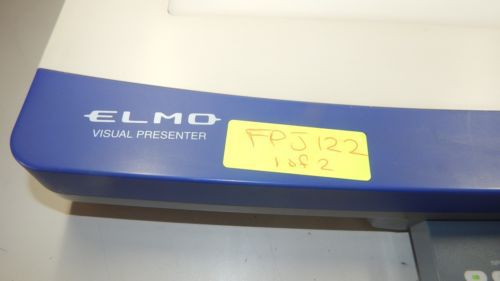 ELMO
VISUAL PRESENTER
FPJ122
1 of 2